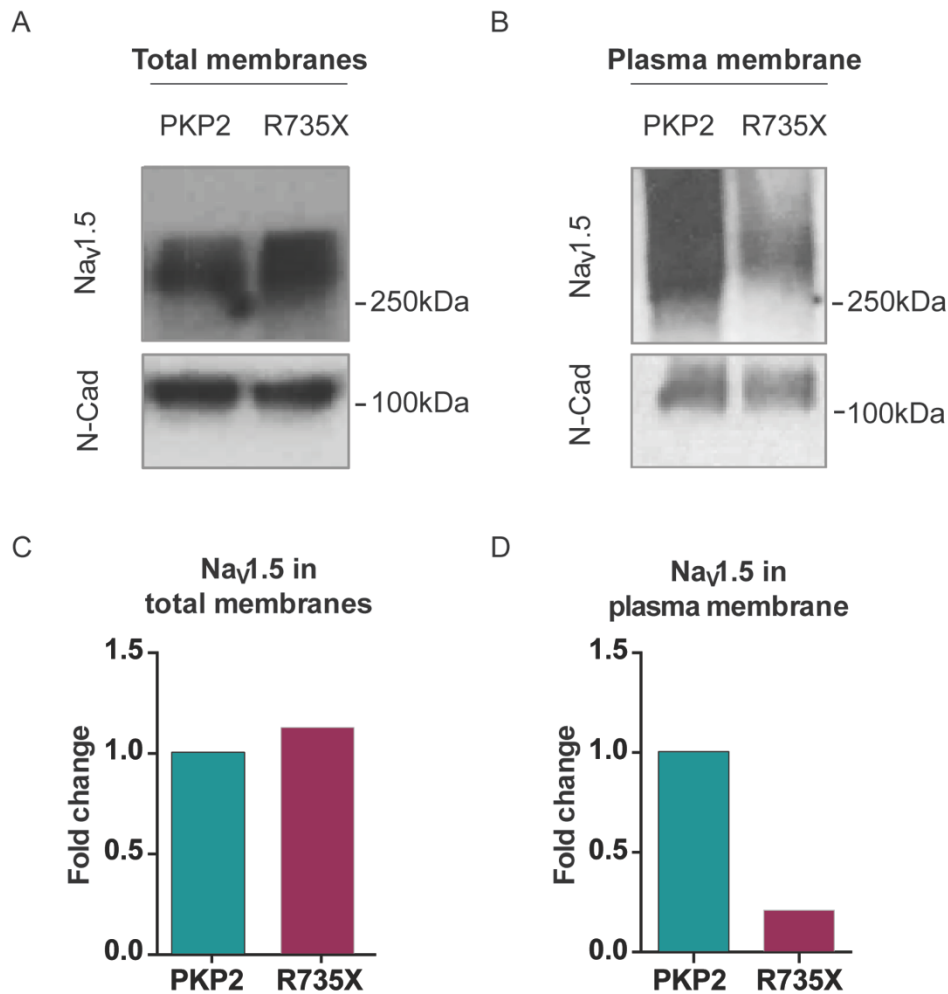 A
Total membranes
PKP2 R735X
Naᵥ1.5
-250kDa
N-Cad
-100kDa
B
Plasma membrane
PKP2 R735X
Naᵥ1.5
-250kDa
N-Cad
-100kDa
C
Naᵥ1.5 in
total membranes
Fold change
1.5
1.0
0.5
0.0
PKP2 R735X
D
Naᵥ1.5 in
plasma membrane
Fold change
1.5
1.0
0.5
0.0
PKP2 R735X